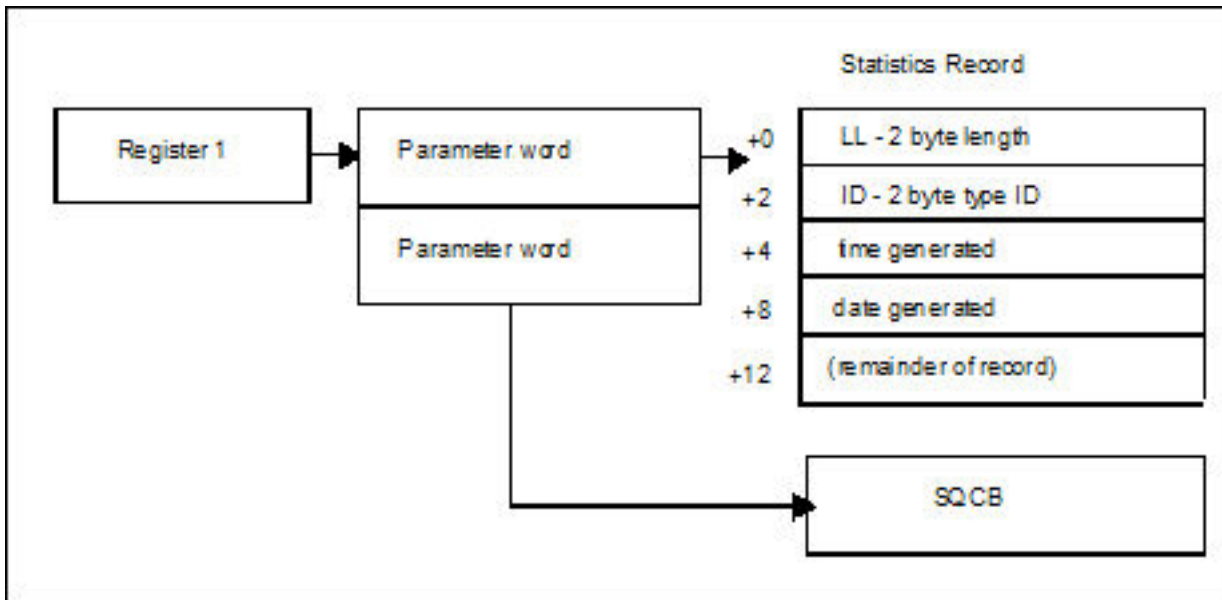 Statistics Record
Register 1
Parameter word
+0
LL - 2 byte length
+2
ID - 2 byte type ID
Parameter word
+4
time generated
+8
date generated
+12
(remainder of record)
SQCB